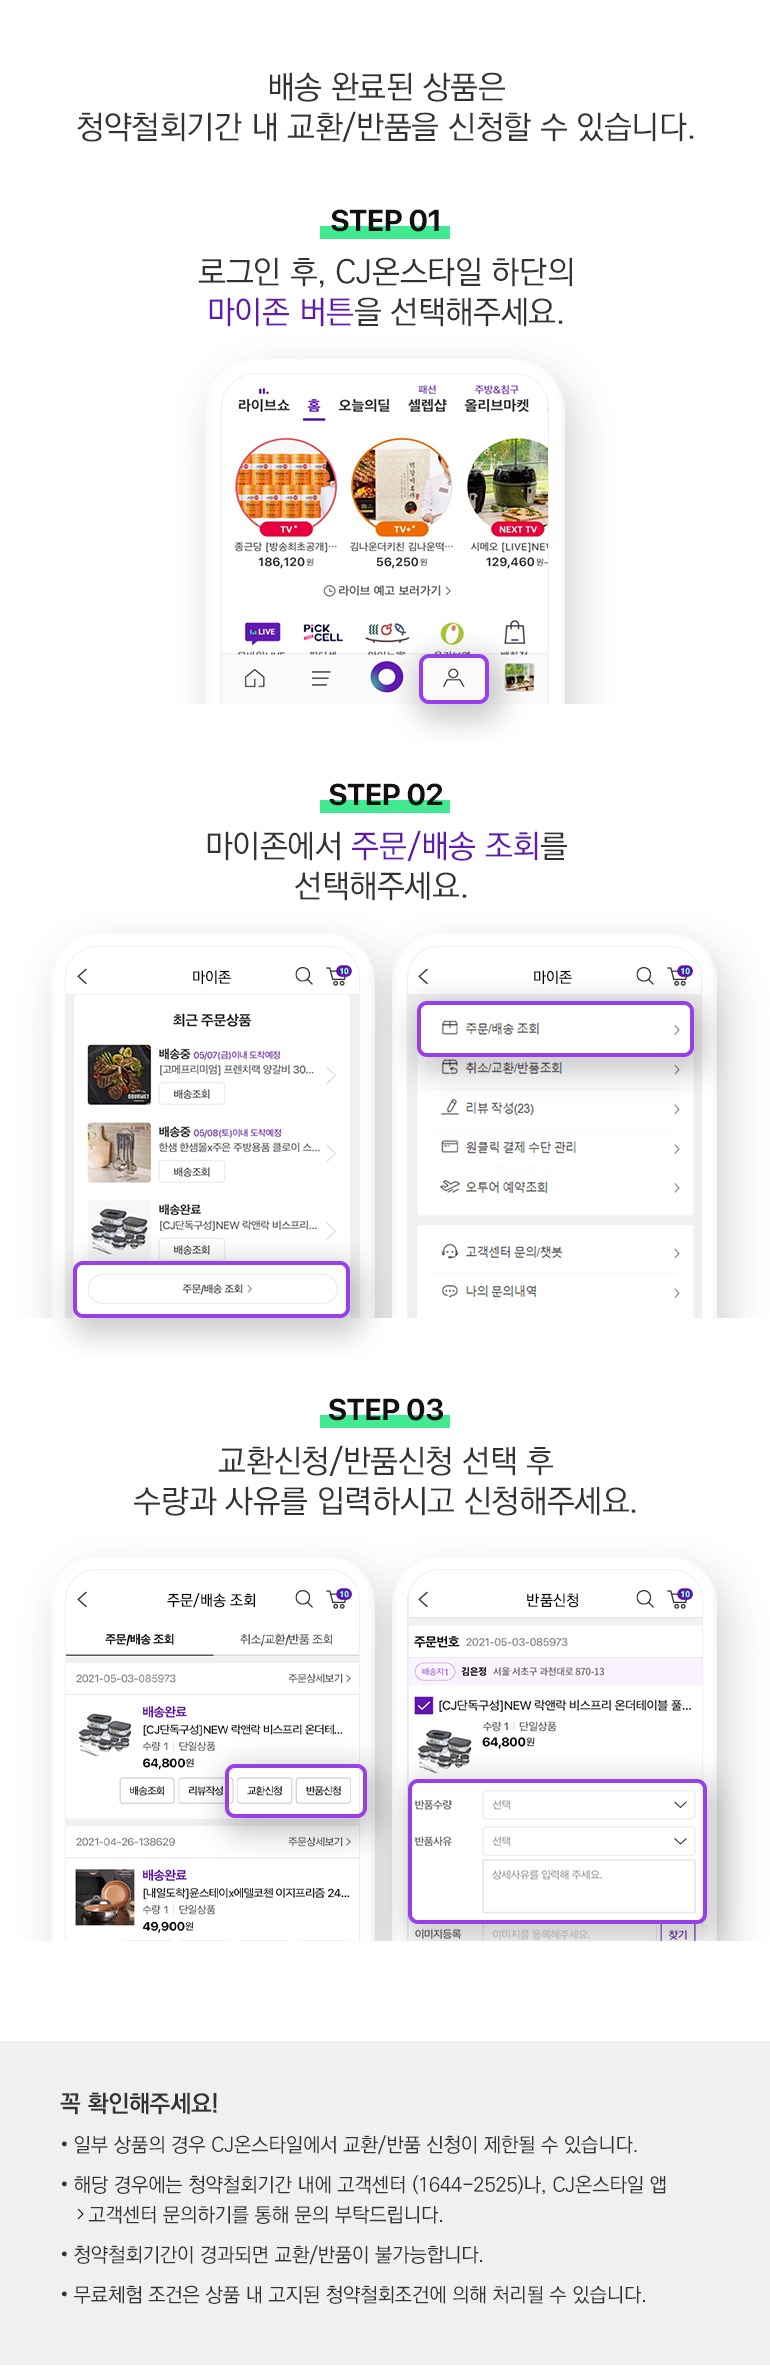 배송 완료된 상품은
청약철회기간 내 교환/반품을 신청할 수 있습니다.
STEP 01
로그인 후, CJ온스타일 하단의
마이존 버튼을 선택해주세요.
패션 주방&침구
라이브쇼 홈 오늘의딜 셀렙샵 올리브마켓
TV TV+ NEXT TV
종근당 [방송최초공개]… 김나운더키친 김나운떡… 시메오 [LIVE]NE
186,120원 56,250원 129,460원~
라이브 예고 보러가기 >
LIVE PiCK CELL
STEP 02
마이존에서 주문/배송 조회를
선택해주세요.
마이존 10
최근 주문상품
배송중 05/07(금)이내 도착예정
[고메프리미엄] 프렌치랙 양갈비 30...
배송조회
배송중 05/08(토)이내 도착예정
한샘 한샘몰x주은 주방용품 클로이 스...
배송조회
배송완료
[CJ단독구성]NEW 락앤락 비스프리...
배송조회
주문/배송 조회 >
마이존 10
주문/배송 조회
취소/교환/반품조회
리뷰 작성(23)
원클릭 결제 수단 관리
오투어 예약조회
고객센터 문의/챗봇
나의 문의내역
STEP 03
교환신청/반품신청 선택 후
수량과 사유를 입력하시고 신청해주세요.
주문/배송 조회 10
주문/배송 조회 취소/교환/반품 조회
2021-05-03-085973 주문상세보기 >
배송완료
[CJ단독구성]NEW 락앤락 비스프리 온더테...
수량 1 | 단일상품
64,800원
배송조회 리뷰작성 교환신청 반품신청
2021-04-26-138629 주문상세보기 >
배송완료
[내일도착]윤스테이x에델코첸 이지프리즘 24...
수량 1 | 단일상품
49,900원
반품신청 10
주문번호 2021-05-03-085973
배송지1 김은정 서울 서초구 과천대로 870-13
[CJ단독구성]NEW 락앤락 비스프리 온더테이블 풀...
수량 1 | 단일상품
64,800원
반품수량 선택
반품사유 선택
상세사유를 입력해 주세요.
이미지등록 이미지를 등록해주세요. 찾기
꼭 확인해주세요!
• 일부 상품의 경우 CJ온스타일에서 교환/반품 신청이 제한될 수 있습니다.
• 해당 경우에는 청약철회기간 내에 고객센터 (1644-2525)나, CJ온스타일 앱
> 고객센터 문의하기를 통해 문의 부탁드립니다.
• 청약철회기간이 경과되면 교환/반품이 불가능합니다.
• 무료체험 조건은 상품 내 고지된 청약철회조건에 의해 처리될 수 있습니다.